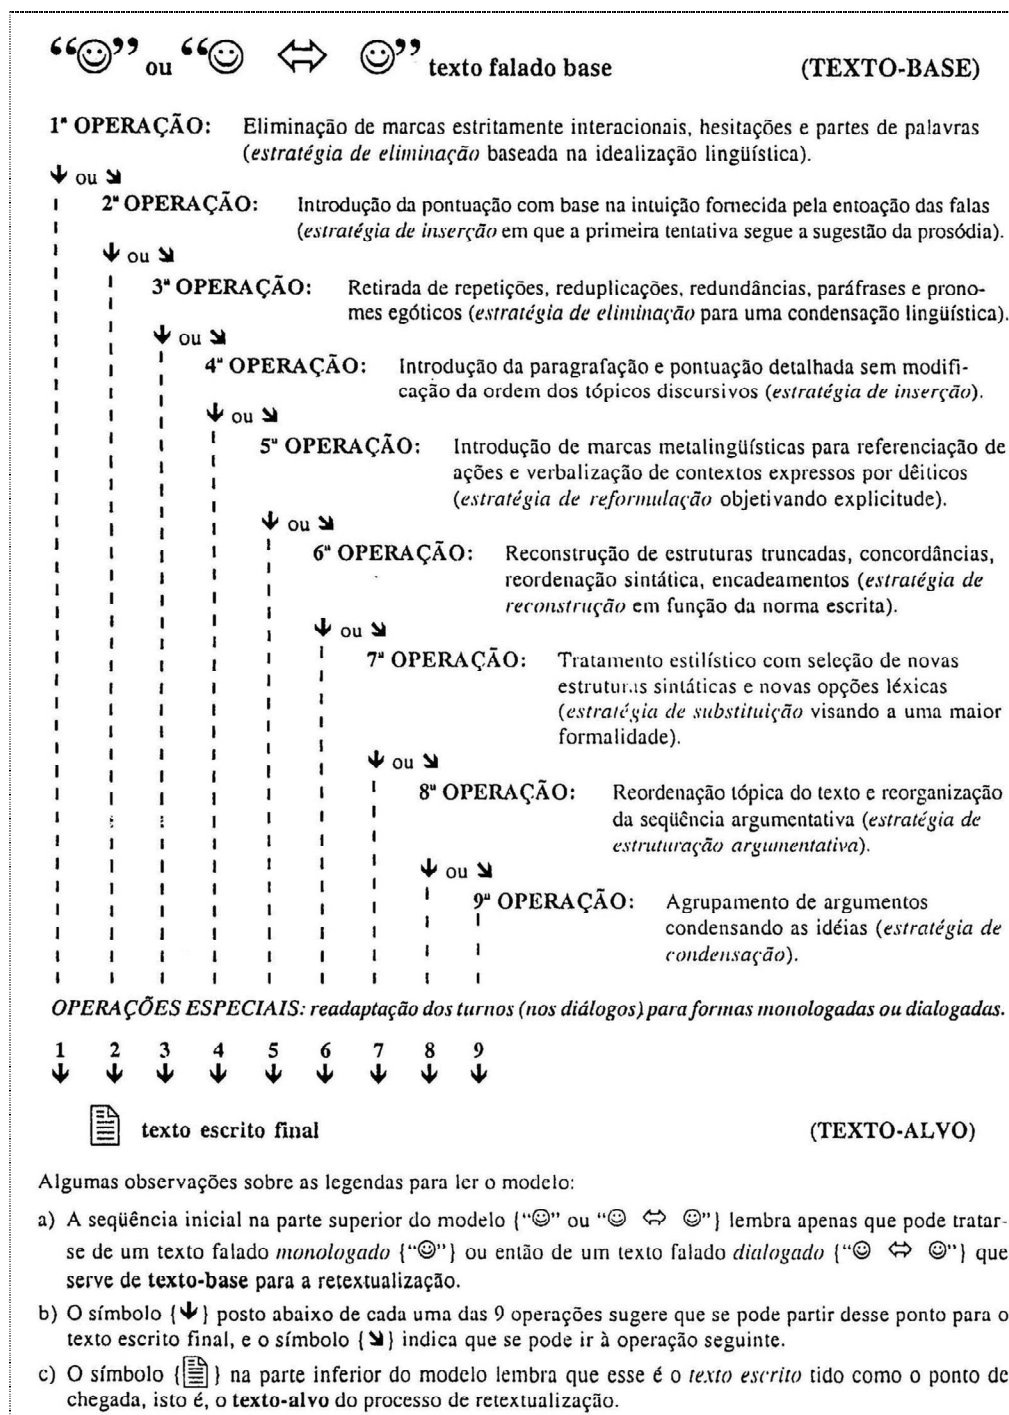 “☺” ou “☺ ⇔ ☺” texto falado base (TEXTO-BASE)
1ª OPERAÇÃO: Eliminação de marcas estritamente interacionais, hesitações e partes de palavras
(estratégia de eliminação baseada na idealização lingüística).
🡻 ou 🡾
2ª OPERAÇÃO: Introdução da pontuação com base na intuição fornecida pela entoação das falas
(estratégia de inserção em que a primeira tentativa segue a sugestão da prosódia).
🡻 ou 🡾
3ª OPERAÇÃO: Retirada de repetições, reduplicações, redundâncias, paráfrases e prono-
mes egóticos (estratégia de eliminação para uma condensação lingüística).
🡻 ou 🡾
4ª OPERAÇÃO: Introdução da paragrafação e pontuação detalhada sem modifi-
cação da ordem dos tópicos discursivos (estratégia de inserção).
🡻 ou 🡾
5ª OPERAÇÃO: Introdução de marcas metalingüísticas para referenciação de
ações e verbalização de contextos expressos por dêiticos
(estratégia de reformulação objetivando explicitude).
🡻 ou 🡾
6ª OPERAÇÃO: Reconstrução de estruturas truncadas, concordâncias,
reordenação sintática, encadeamentos (estratégia de
reconstrução em função da norma escrita).
🡻 ou 🡾
7ª OPERAÇÃO: Tratamento estilístico com seleção de novas
estruturas sintáticas e novas opções léxicas
(estratégia de substituição visando a uma maior
formalidade).
🡻 ou 🡾
8ª OPERAÇÃO: Reordenação tópica do texto e reorganização
da seqüência argumentativa (estratégia de
estruturação argumentativa).
🡻 ou 🡾
9ª OPERAÇÃO: Agrupamento de argumentos
condensando as idéias (estratégia de
condensação).
OPERAÇÕES ESPECIAIS: readaptação dos turnos (nos diálogos) para formas monologadas ou dialogadas.
1 2 3 4 5 6 7 8 9
texto escrito final (TEXTO-ALVO)
Algumas observações sobre as legendas para ler o modelo:
a) A seqüência inicial na parte superior do modelo {“☺” ou “☺ ⇔ ☺”} lembra apenas que pode tratar-
se de um texto falado monologado {“☺”} ou então de um texto falado dialogado {“☺ ⇔ ☺”} que
serve de texto-base para a retextualização.
b) O símbolo {🡻} posto abaixo de cada uma das 9 operações sugere que se pode partir desse ponto para o
texto escrito final, e o símbolo {🡾} indica que se pode ir à operação seguinte.
c) O símbolo {🗎} na parte inferior do modelo lembra que esse é o texto escrito tido como o ponto de
chegada, isto é, o texto-alvo do processo de retextualização.